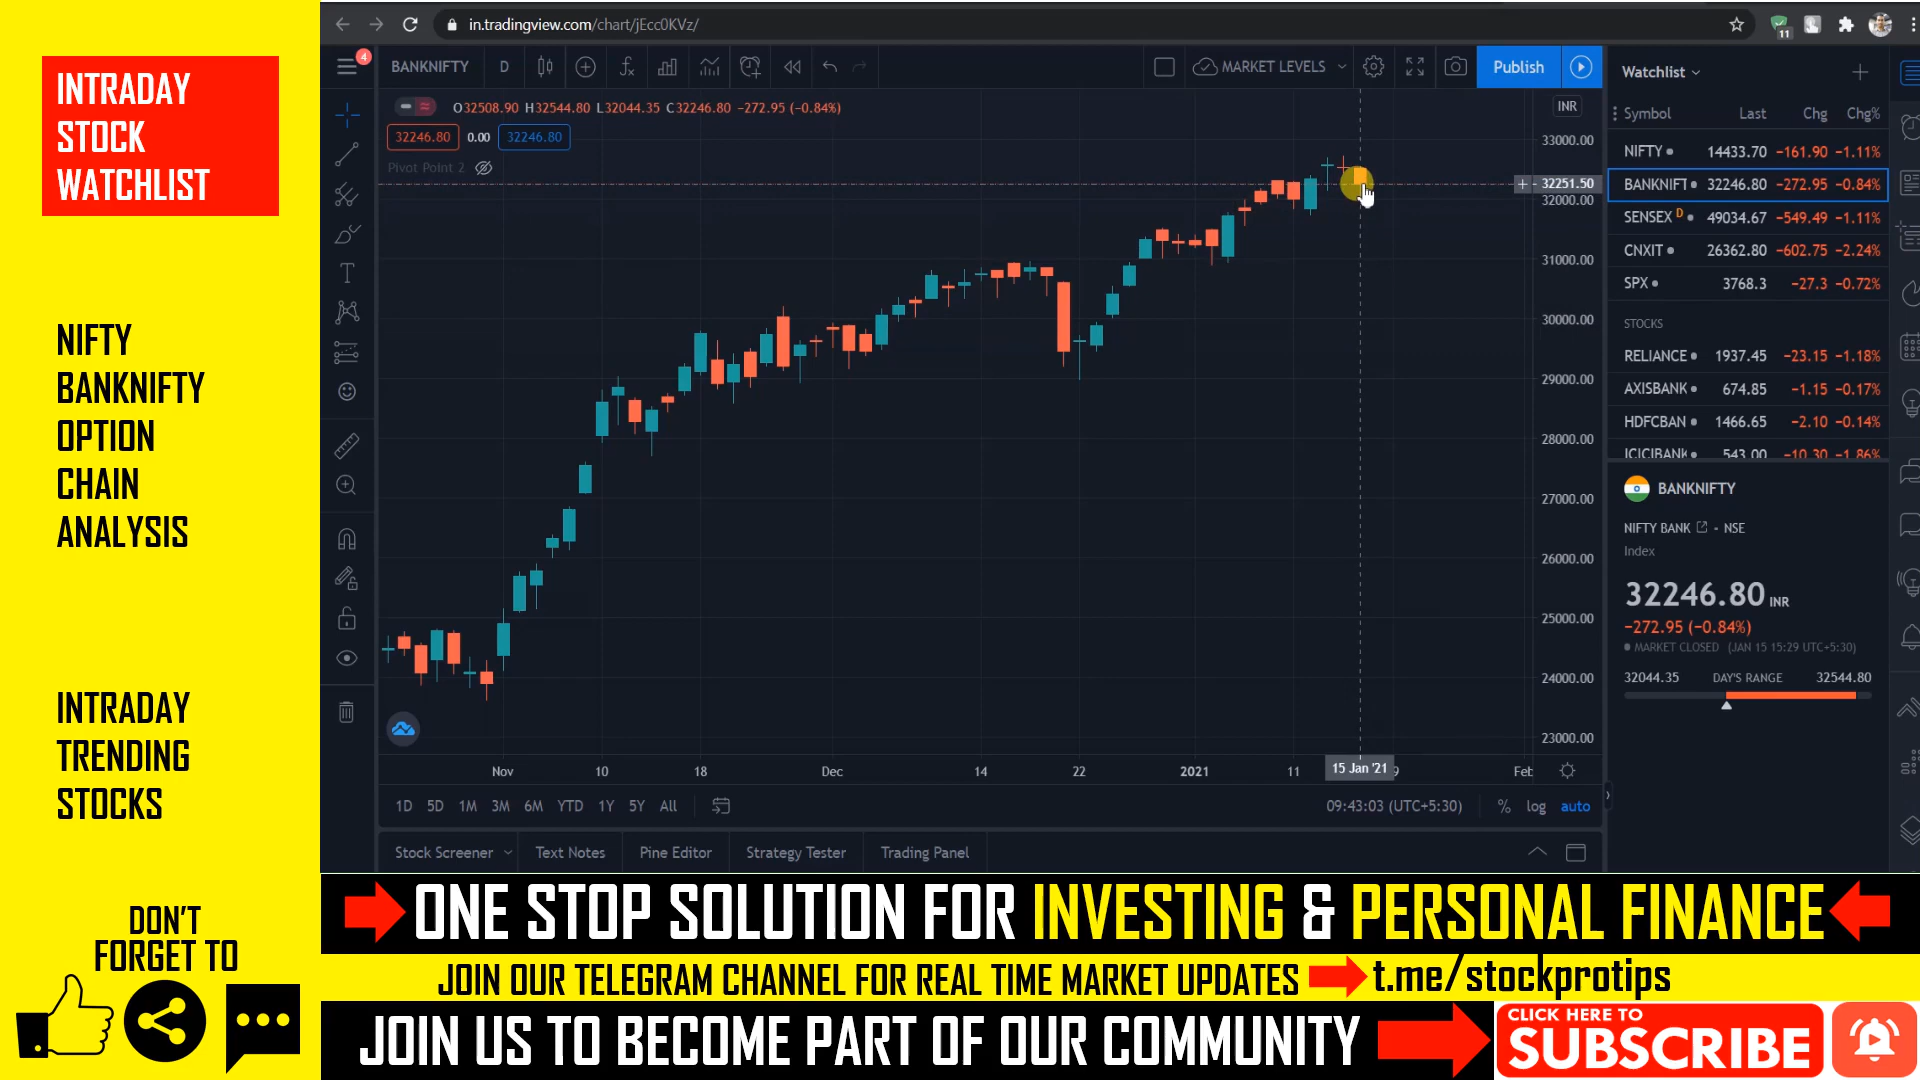 INTRADAY
STOCK
WATCHLIST
NIFTY
BANKNIFTY
OPTION
CHAIN
ANALYSIS
INTRADAY
TRENDING
STOCKS
DON'T
FORGET TO
in.tradingview.com/chart/jEcc0KVz/
11
4
BANKNIFTY D MARKET LEVELS Publish
O32508.90 H32544.80 L32044.35 C32246.80 −272.95 (−0.84%)
32246.80 0.00 32246.80
Pivot Point 2
INR
33000.00
32251.50
32000.00
31000.00
30000.00
29000.00
28000.00
27000.00
26000.00
25000.00
24000.00
23000.00
Nov 10 18 Dec 14 22 2021 11 15 Jan '21 9 Feb
1D 5D 1M 3M 6M YTD 1Y 5Y All 09:43:03 (UTC+5:30) % log auto
Stock Screener Text Notes Pine Editor Strategy Tester Trading Panel
Watchlist
Symbol Last Chg Chg%
NIFTY 14433.70 −161.90 −1.11%
BANKNIFT 32246.80 −272.95 −0.84%
SENSEX D 49034.67 −549.49 −1.11%
CNXIT 26362.80 −602.75 −2.24%
SPX 3768.3 −27.3 −0.72%
STOCKS
RELIANCE 1937.45 −23.15 −1.18%
AXISBANK 674.85 −1.15 −0.17%
HDFCBAN 1466.65 −2.10 −0.14%
ICICIBANK 543.00 −10.30 −1.86%
BANKNIFTY
NIFTY BANK - NSE
Index
32246.80 INR
−272.95 (−0.84%)
MARKET CLOSED (JAN 15 15:29 UTC+5:30)
32044.35 DAY'S RANGE 32544.80
ONE STOP SOLUTION FOR INVESTING & PERSONAL FINANCE
JOIN OUR TELEGRAM CHANNEL FOR REAL TIME MARKET UPDATES t.me/stockprotips
JOIN US TO BECOME PART OF OUR COMMUNITY
CLICK HERE TO
SUBSCRIBE